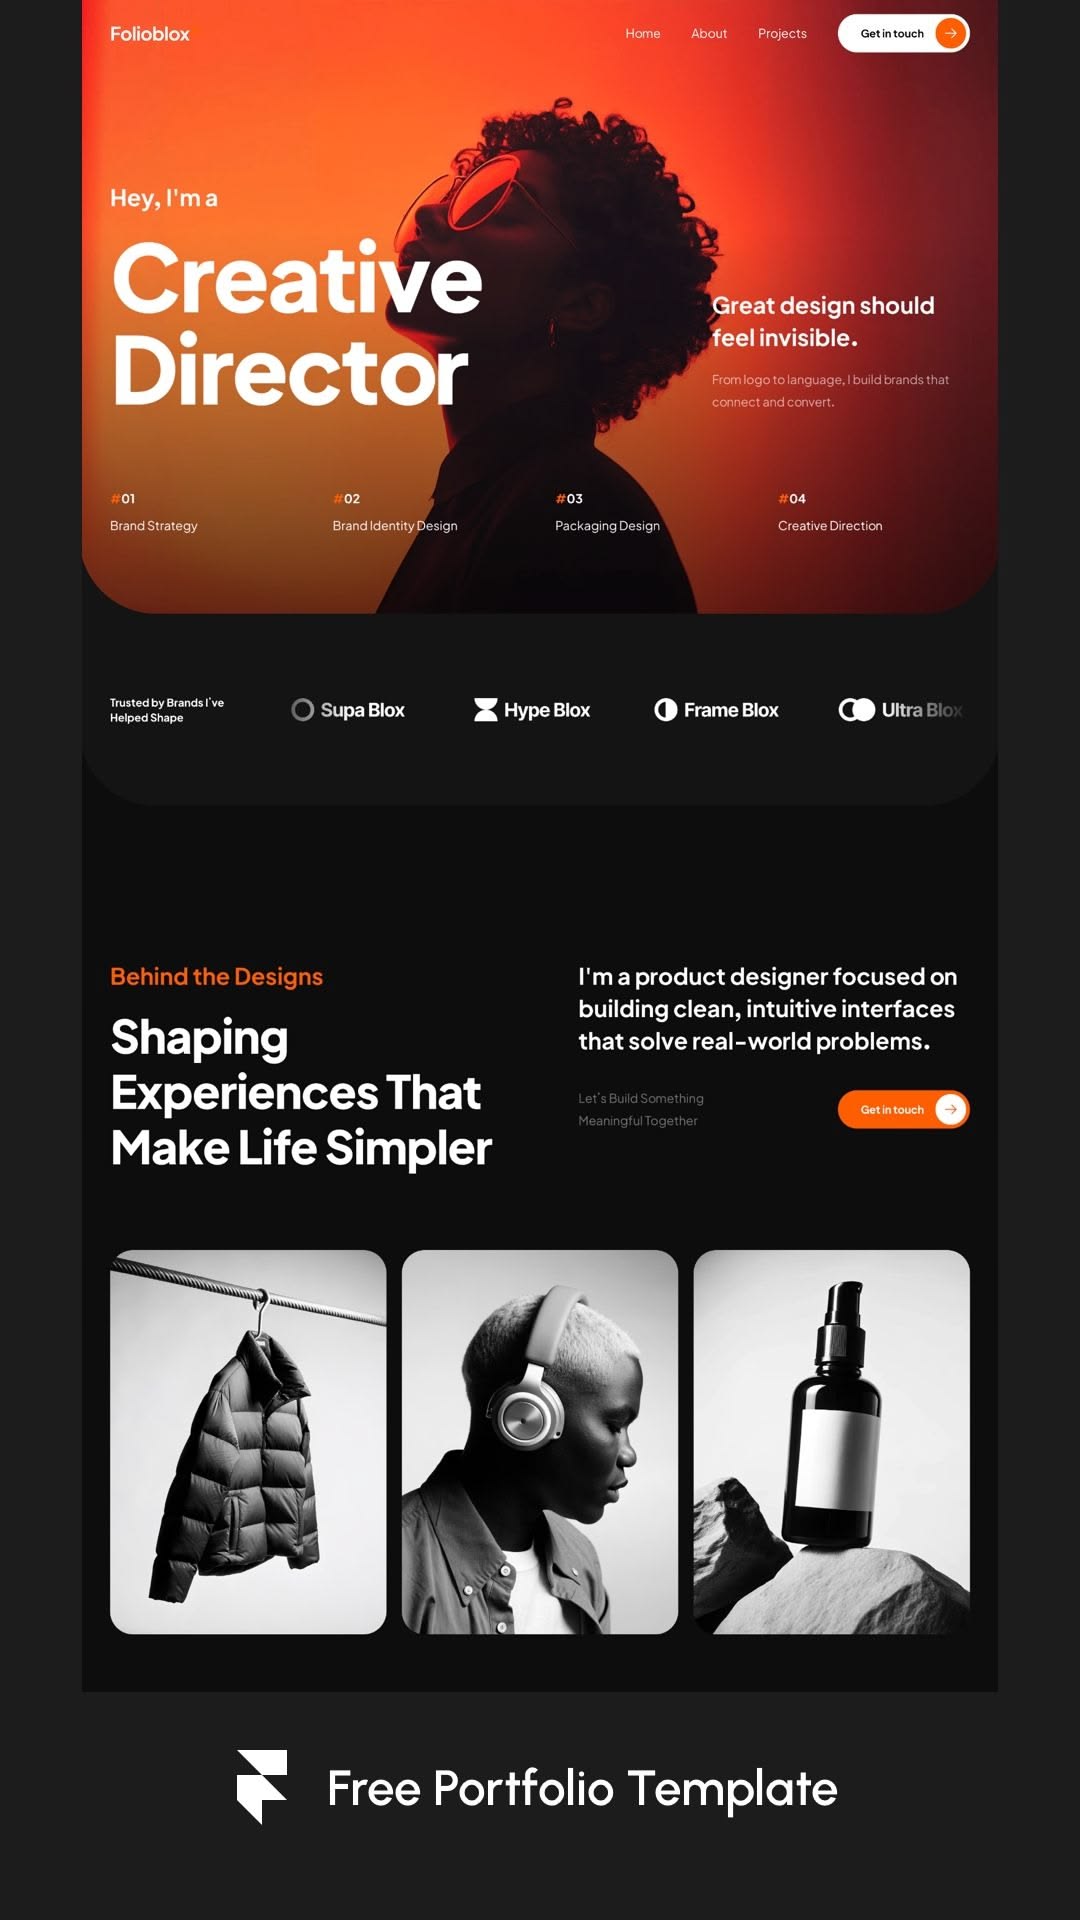 Folioblox
Home
About
Projects
Get in touch
Hey, I'm a
Creative
Director
Great design should
feel invisible.
From logo to language, I build brands that
connect and convert.
#01
Brand Strategy
#02
Brand Identity Design
#03
Packaging Design
#04
Creative Direction
Trusted by Brands I've
Helped Shape
Supa Blox
Hype Blox
Frame Blox
Ultra Blox
Behind the Designs
Shaping
Experiences That
Make Life Simpler
I'm a product designer focused on
building clean, intuitive interfaces
that solve real-world problems.
Let's Build Something
Meaningful Together
Get in touch
Free Portfolio Template